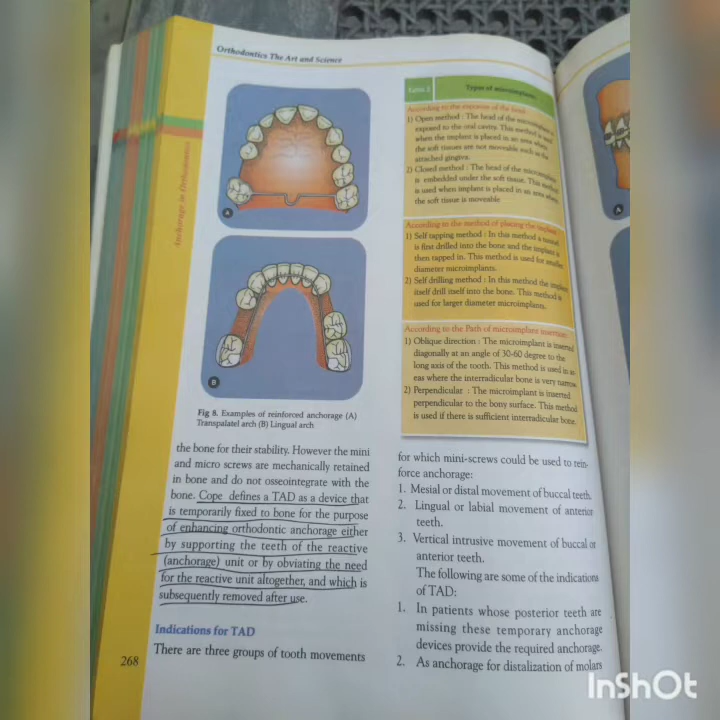 Orthodontics The Art and Science
Anchorage in Orthodontics
A
B
Fig 8. Examples of reinforced anchorage (A)
Transpalatel arch (B) Lingual arch
the bone for their stability. However the mini
and micro screws are mechanically retained
in bone and do not osseointegrate with the
bone. Cope defines a TAD as a device that
is temporarily fixed to bone for the purpose
of enhancing orthodontic anchorage either
by supporting the teeth of the reactive
(anchorage) unit or by obviating the need
for the reactive unit altogether, and which is
subsequently removed after use.
Indications for TAD
There are three groups of tooth movements
268
Table 2
Types of microimplants
According to the exposure of the head
1) Open method : The head of the microimplant is
exposed to the oral cavity. This method is used
when the implant is placed in an area where
the soft tissues are not moveable such as the
attached gingiva.
2) Closed method : The head of the microimplant
is embedded under the soft tissue. This method
is used when implant is placed in an area where
the soft tissue is moveable
According to the method of placing the implant
1) Self tapping method : In this method a tunnel
is first drilled into the bone and the implant is
then tapped in. This method is used for smaller
diameter microimplants.
2) Self drilling method : In this method the implant
itself drill itself into the bone. This method is
used for larger diameter microimplants.
According to the Path of microimplant insertion
1) Oblique direction : The microimplant is inserted
diagonally at an angle of 30-60 degree to the
long axis of the tooth. This method is used in ar
eas where the interradicular bone is very narrow.
2) Perpendicular : The microimplant is inserted
perpendicular to the bony surface. This method
is used if there is sufficient interradicular bone.
for which mini-screws could be used to rein-
force anchorage:
1. Mesial or distal movement of buccal teeth.
2. Lingual or labial movement of anterior
teeth.
3. Vertical intrusive movement of buccal or
anterior teeth.
The following are some of the indications
of TAD:
1. In patients whose posterior teeth are
missing these temporary anchorage
devices provide the required anchorage.
2. As anchorage for distalization of molars
A
InShOt